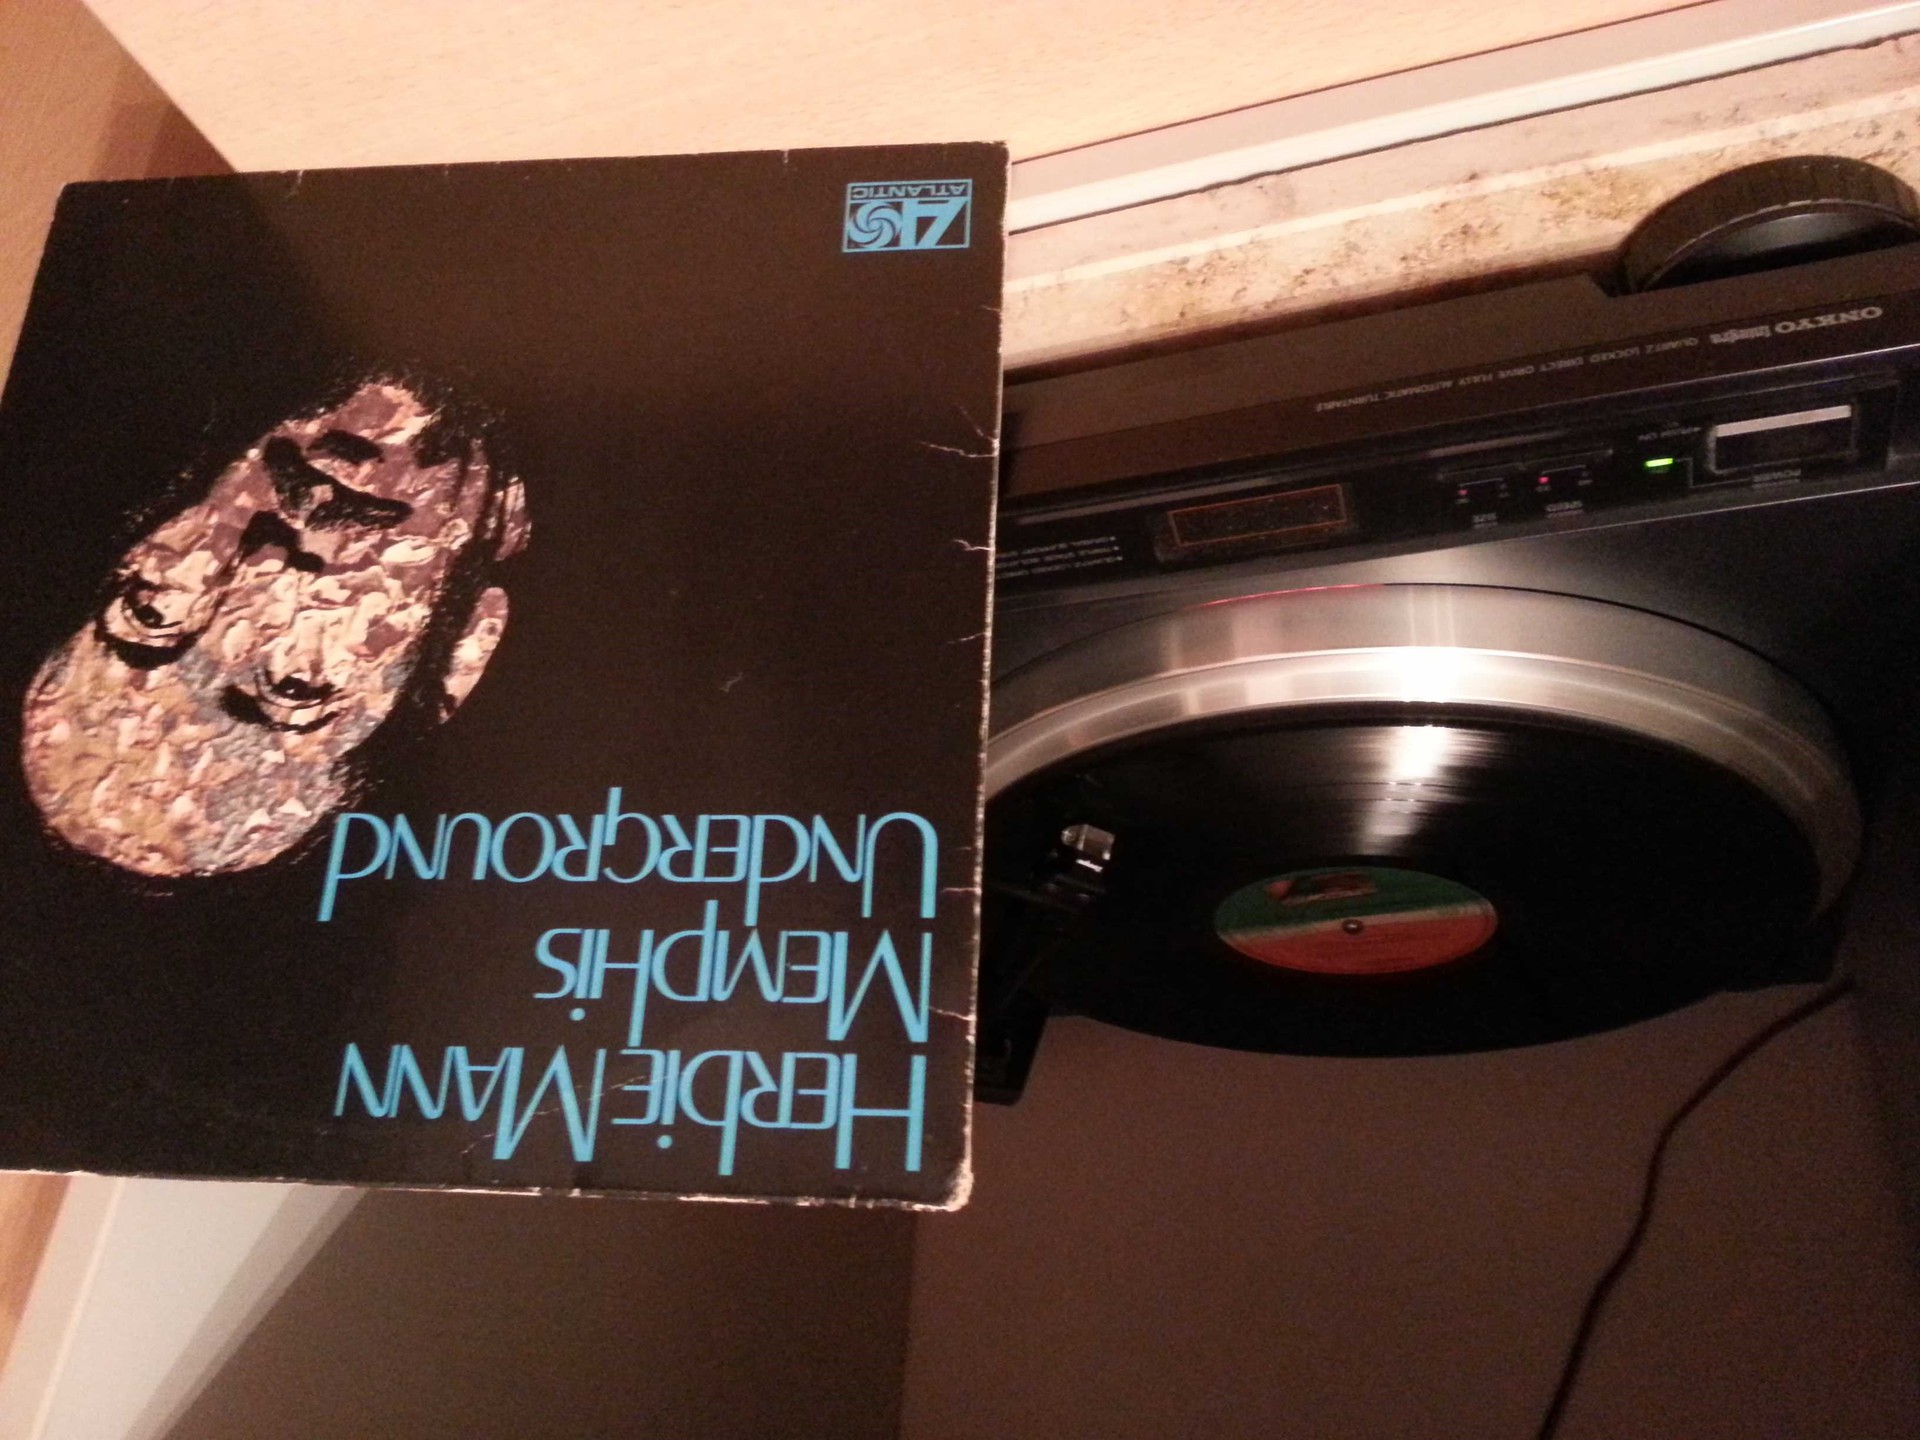 Herbie Mann
Memphis
Underground
ATLANTIC
ONKYO Integra
QUARTZ LOCKED DIRECT DRIVE FULLY AUTOMATIC TURNTABLE
POWER
SPEED
SIZE